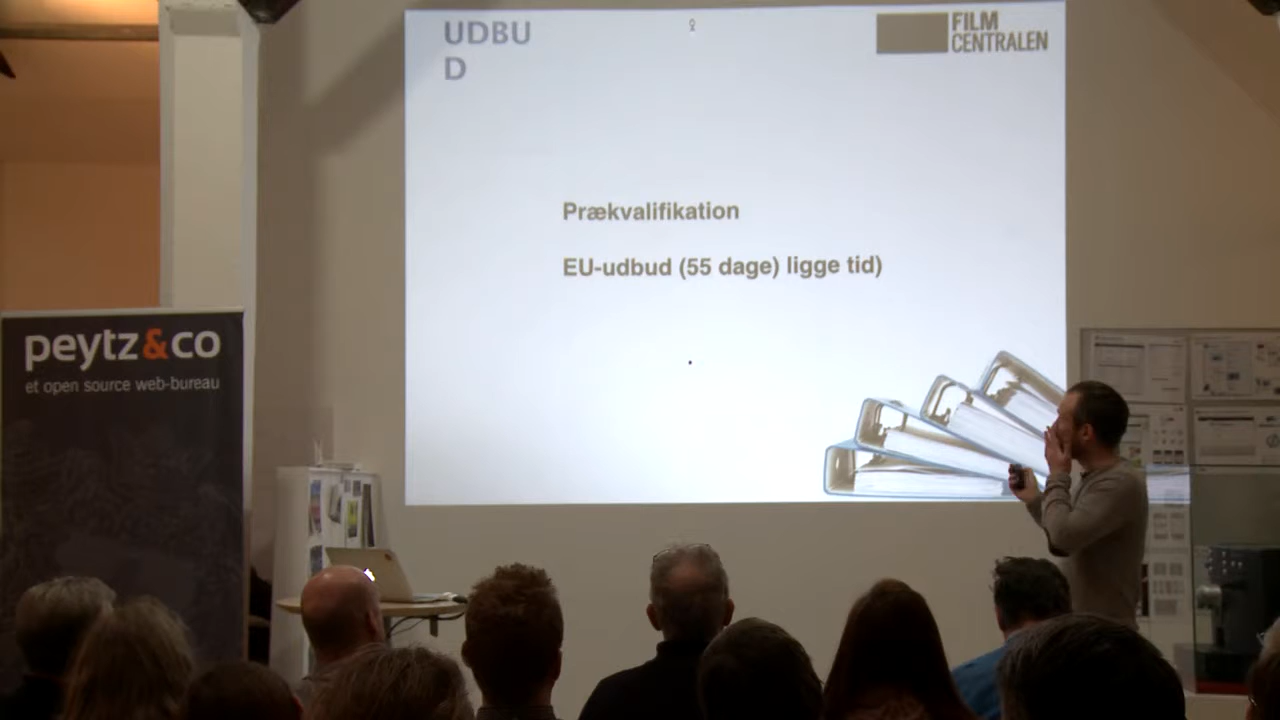 UDBU
D
FILM
CENTRALEN
Prækvalifikation
EU-udbud (55 dage) ligge tid)
peytz&co
et open source web-bureau